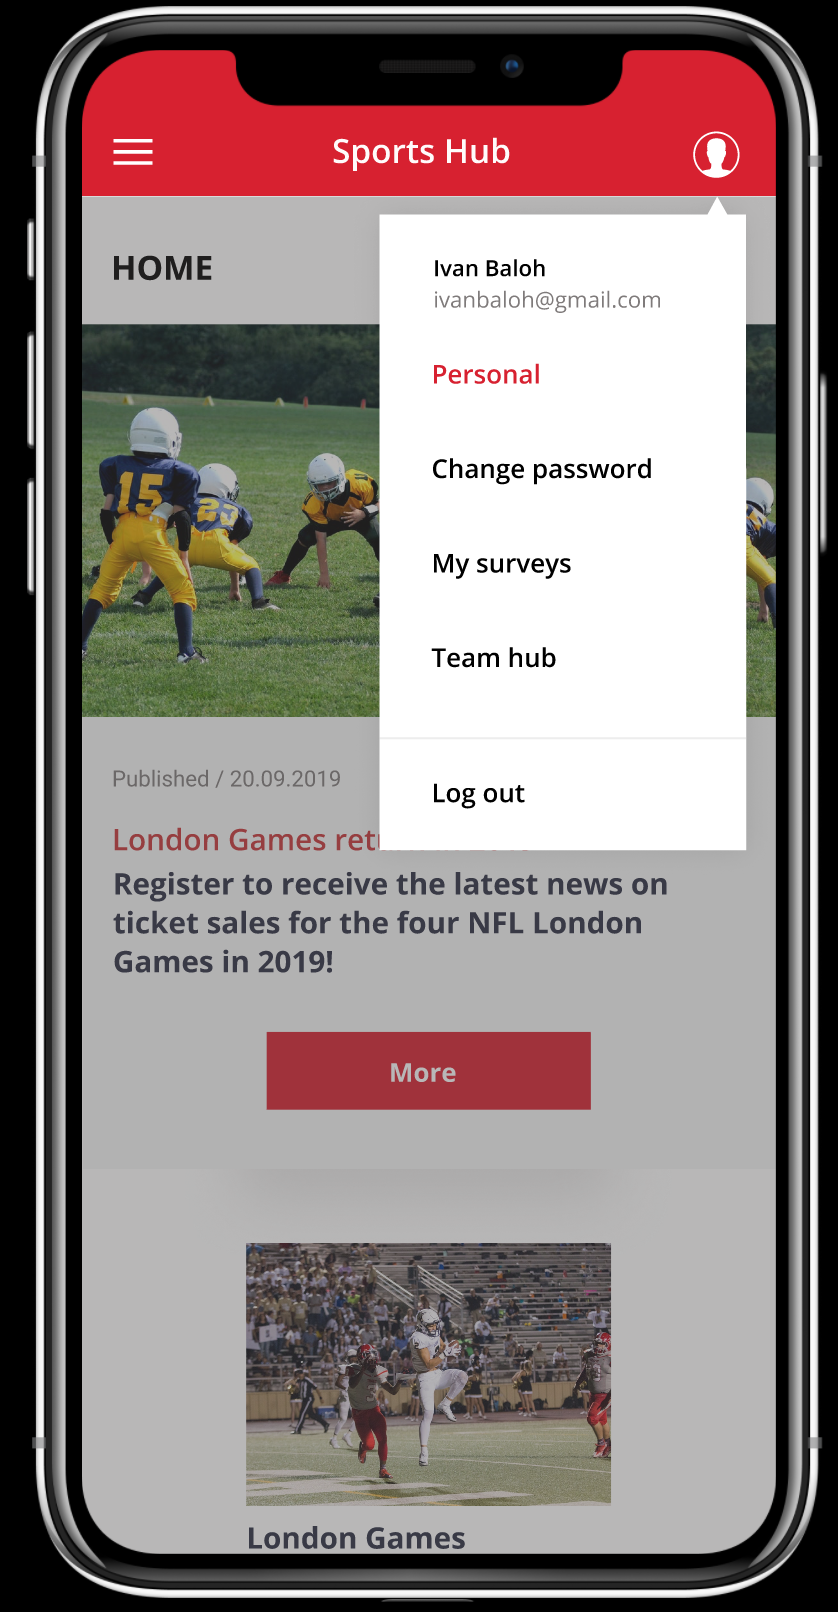 Sports Hub
HOME
Ivan Baloh
ivanbaloh@gmail.com
Personal
Change password
My surveys
Team hub
Log out
15
23
Published / 20.09.2019
London Games
Register to receive the latest news on
ticket sales for the four NFL London
Games in 2019!
More
London Games